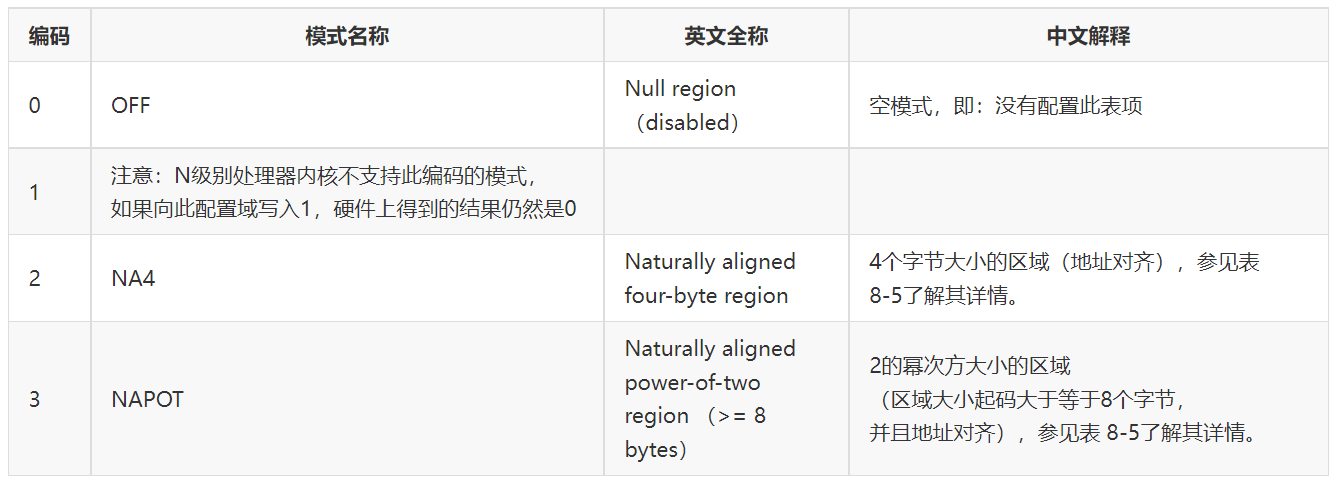 编码 模式名称 英文全称 中文解释
0 OFF Null region
（disabled）
空模式，即：没有配置此表项
1 注意：N级别处理器内核不支持此编码的模式，
如果向此配置域写入1，硬件上得到的结果仍然是0
2 NA4 Naturally aligned
four-byte region
4个字节大小的区域（地址对齐），参见表
8-5了解其详情。
3 NAPOT Naturally aligned
power-of-two
region （>= 8
bytes）
2的幂次方大小的区域
（区域大小起码大于等于8个字节，
并且地址对齐），参见表 8-5了解其详情。